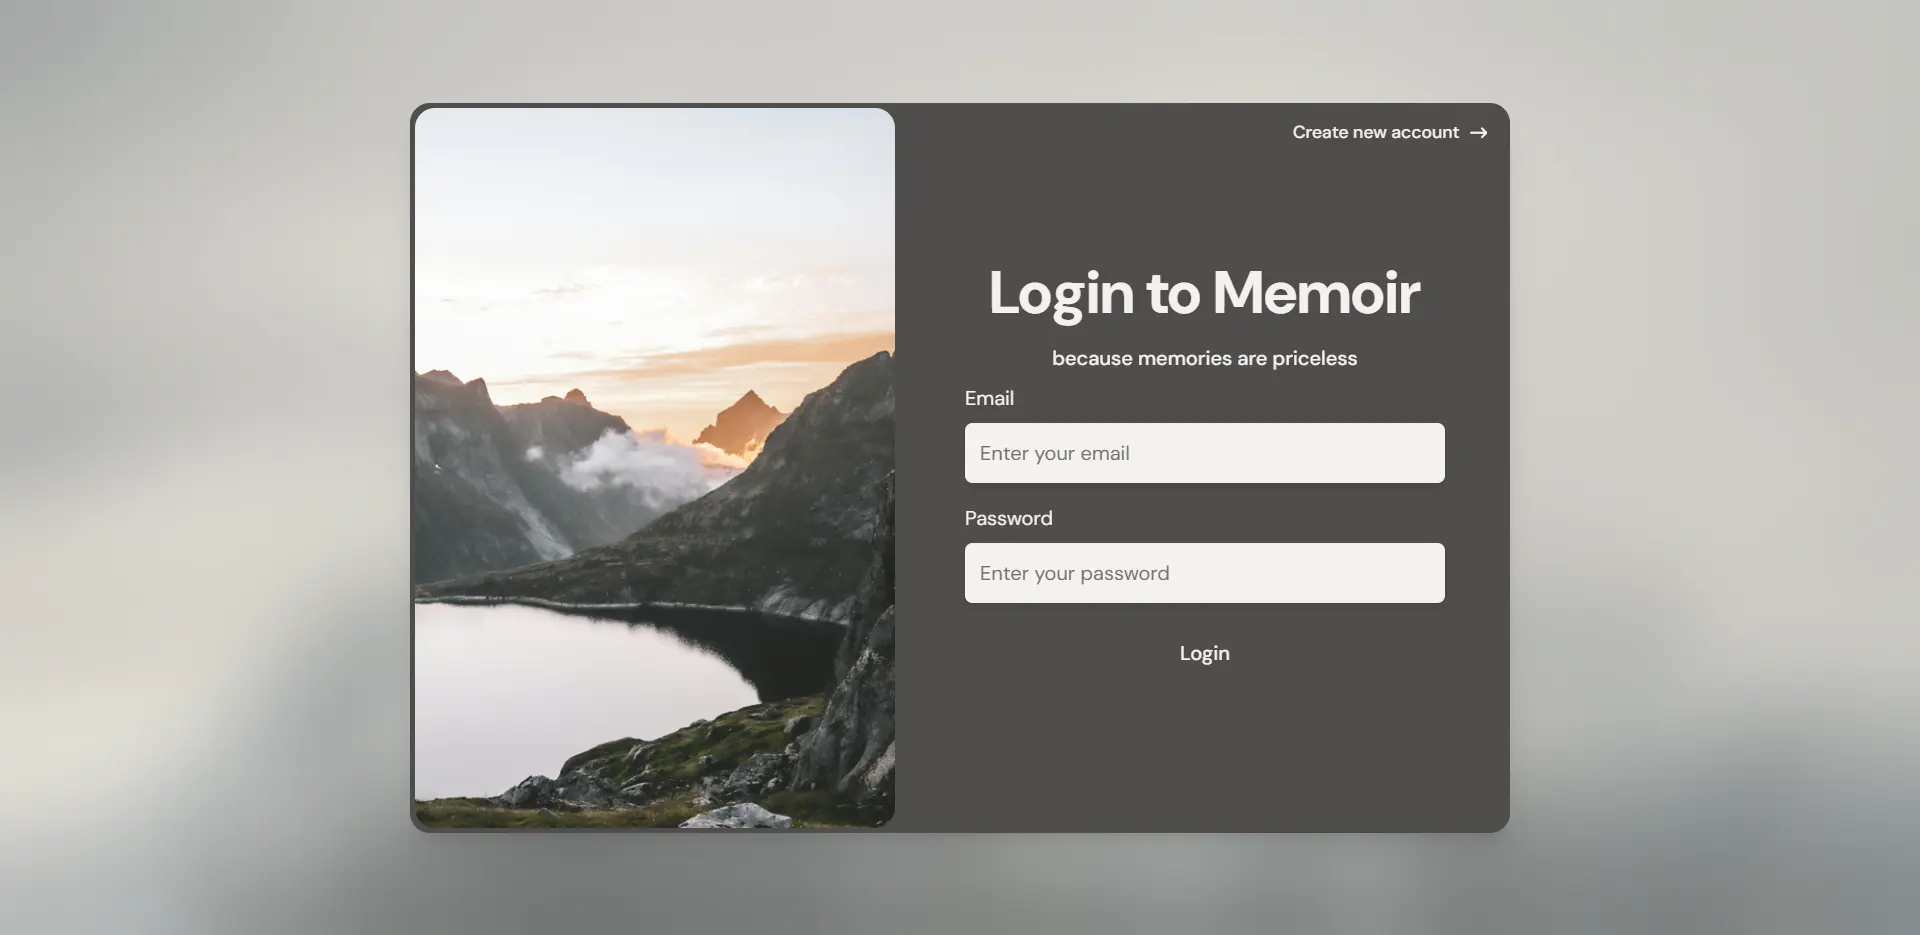 Create new account →
Login to Memoir
because memories are priceless
Email
Enter your email
Password
Enter your password
Login